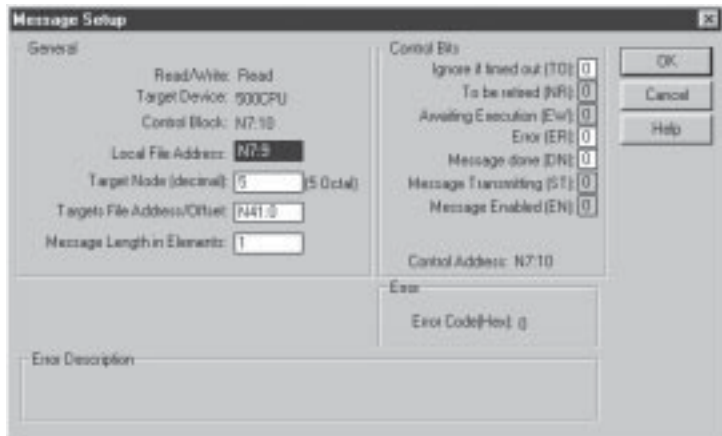 Message Setup
General
Read/Write: Read
Target Device: 500CPU
Control Block: N7:10
Local File Address: N7:9
Target Node (decimal): 5 (5 Octal)
Targets File Address/Offset: N41:0
Message Length in Elements: 1
Control Bits
Ignore if timed out (TO): 0
To be retried (NR): 0
Awaiting Execution (EW): 0
Error (ER): 0
Message done (DN): 0
Message Transmitting (ST): 0
Message Enabled (EN): 0
Control Address: N7:10
Error
Error Code(Hex): 0
Error Description
OK
Cancel
Help